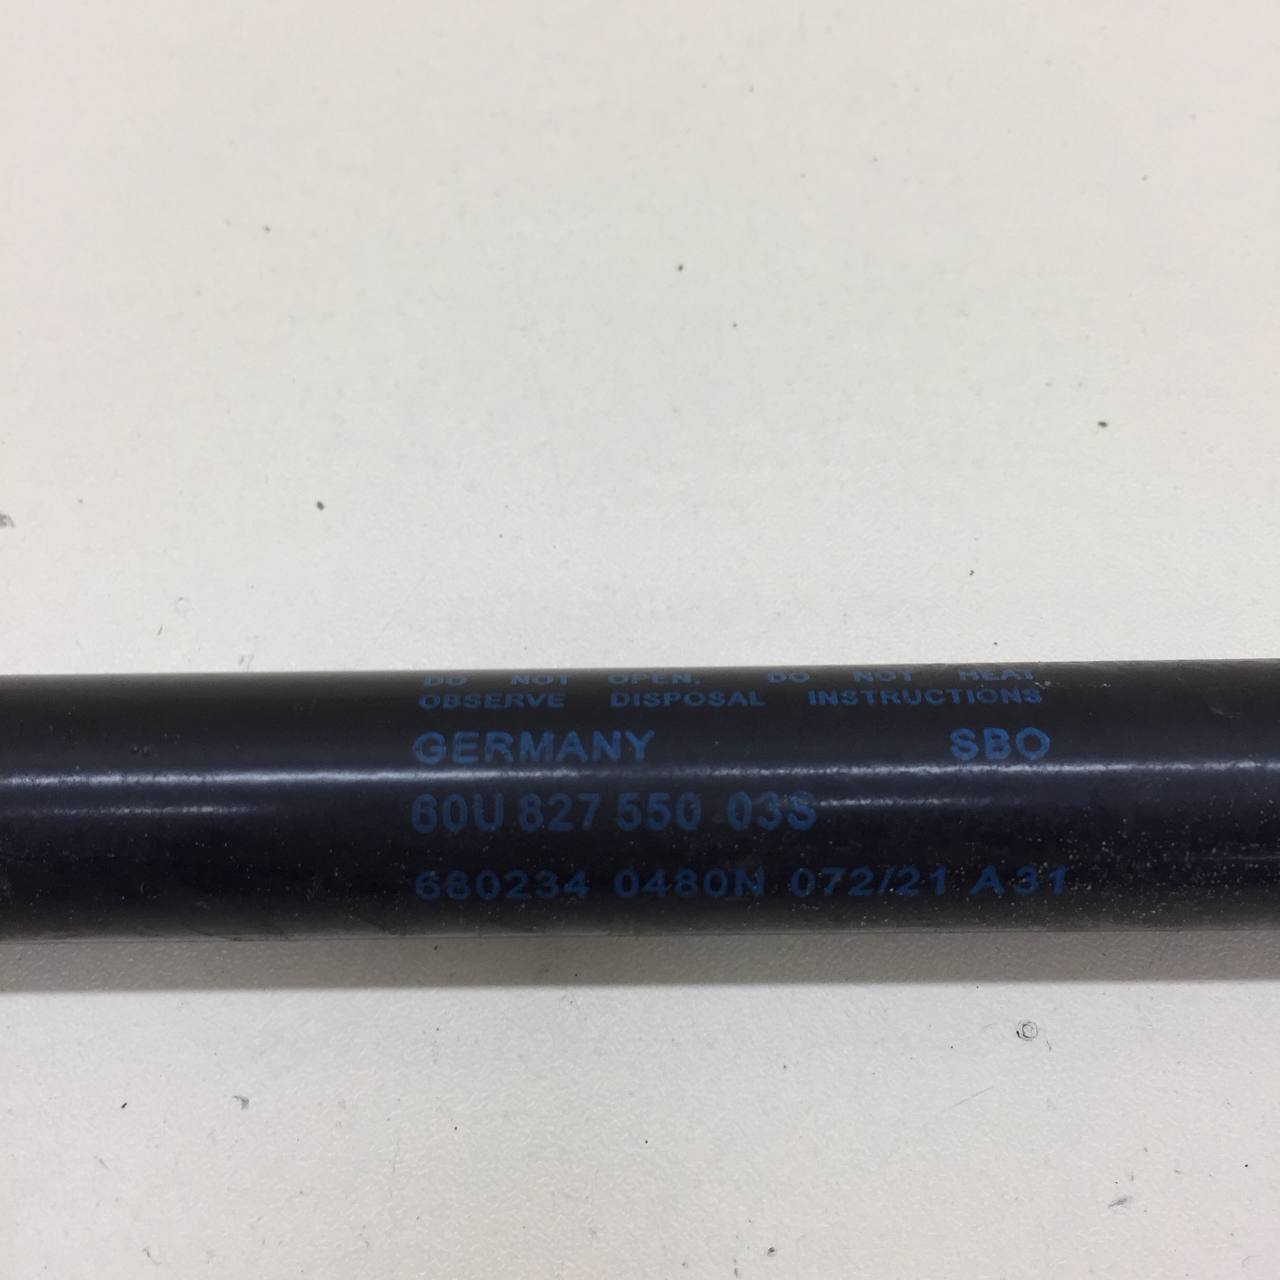 DO NOT OPEN, DO NOT HEAT
OBSERVE DISPOSAL INSTRUCTIONS
GERMANY SBO
60U 827 550 03S
680234 0480N 072/21 A31